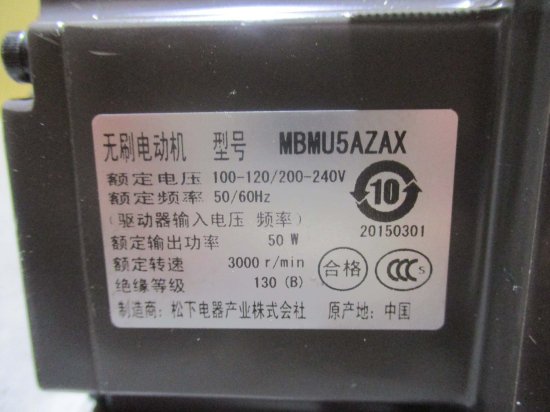 无刷电动机 型号 MBMU5AZAX
额定电压 100-120/200-240V
额定频率 50/60Hz
(驱动器输入电压 频率)
额定输出功率 50 W
额定转速 3000 r/min
绝缘等级 130 (B)
制造商: 松下电器产业株式会社 原产地: 中国
10
20150301
合格
CCC S